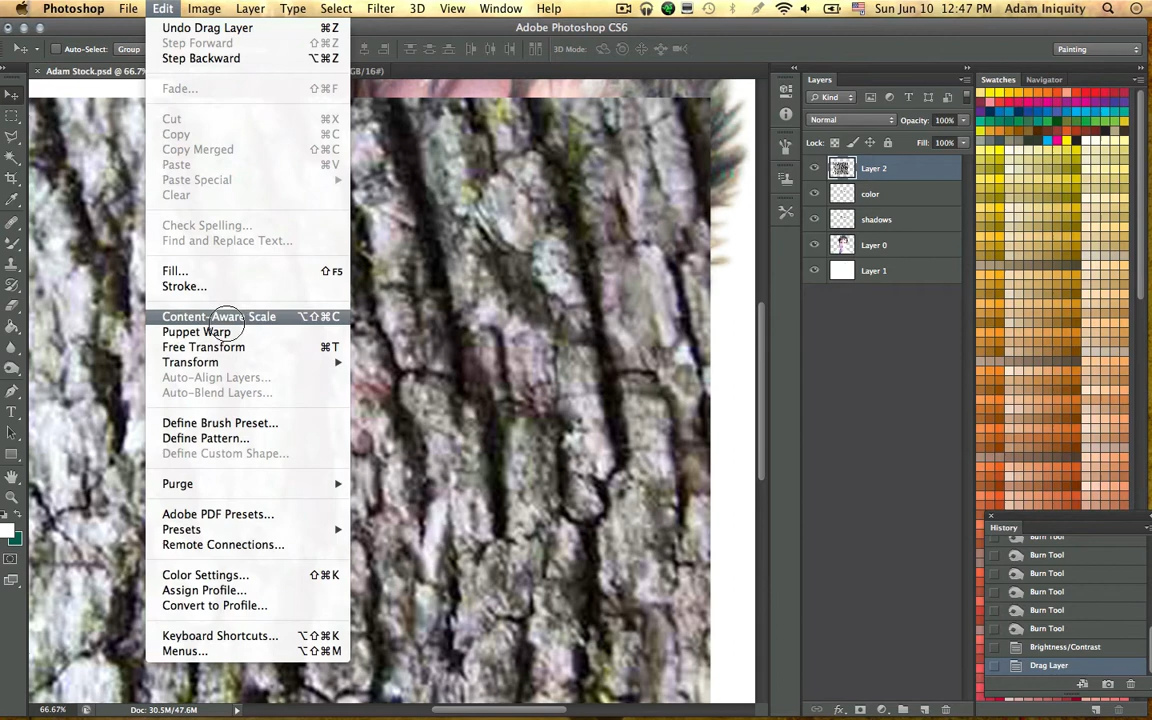 Photoshop File Edit Image Layer Type Select Filter 3D View Window Help Sun Jun 10 12:47 PM Adam Iniquity
Adobe Photoshop CS6
Auto-Select: Group 3D Mode: Painting
Adam Stock.psd @ 66.7% GB/16#)
Undo Drag Layer ⌘Z
Step Forward ⇧⌘Z
Step Backward ⌥⌘Z
Fade... ⇧⌘F
Cut ⌘X
Copy ⌘C
Copy Merged ⇧⌘C
Paste ⌘V
Paste Special
Clear
Check Spelling...
Find and Replace Text...
Fill... ⇧F5
Stroke...
Content-Aware Scale ⌥⇧⌘C
Puppet Warp
Free Transform ⌘T
Transform
Auto-Align Layers...
Auto-Blend Layers...
Define Brush Preset...
Define Pattern...
Define Custom Shape...
Purge
Adobe PDF Presets...
Presets
Remote Connections...
Color Settings... ⇧⌘K
Assign Profile...
Convert to Profile...
Keyboard Shortcuts... ⌥⇧⌘K
Menus... ⌥⇧⌘M
66.67% Doc: 30.5M/47.6M
Layers
Kind
Normal Opacity: 100%
Lock: Fill: 100%
Layer 2
color
shadows
Layer 0
Layer 1
fx
Swatches Navigator
History
Burn Tool
Burn Tool
Burn Tool
Burn Tool
Burn Tool
Burn Tool
Brightness/Contrast
Drag Layer